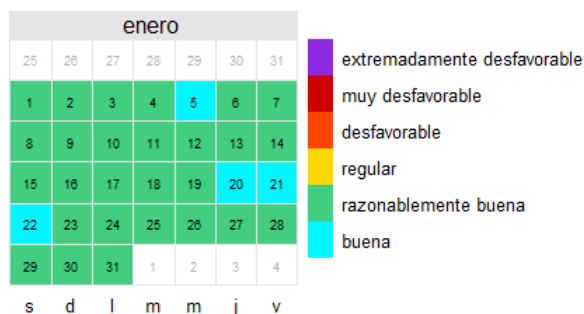 enero
25 26 27 28 29 30 31
1 2 3 4 5 6 7
8 9 10 11 12 13 14
15 16 17 18 19 20 21
22 23 24 25 26 27 28
29 30 31 1 2 3 4
s d l m m j v
extremadamente desfavorable
muy desfavorable
desfavorable
regular
razonablemente buena
buena